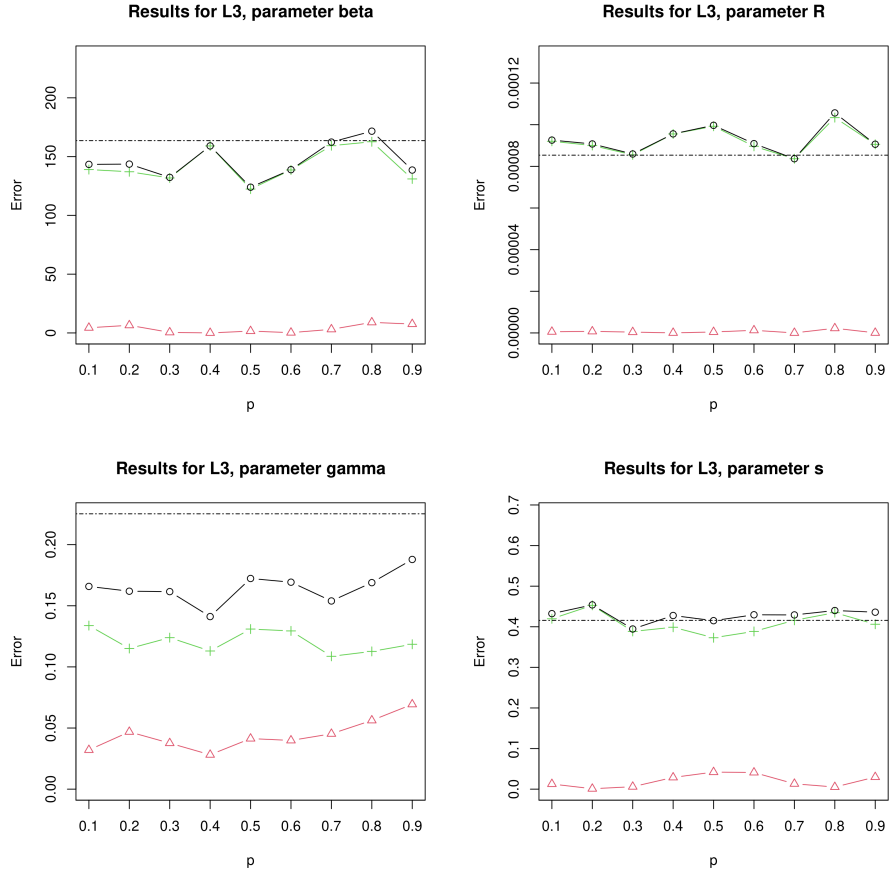 Results for L3, parameter beta
Error
200
150
100
50
0
0.1 0.2 0.3 0.4 0.5 0.6 0.7 0.8 0.9
p
Results for L3, parameter R
Error
0.00012
0.00008
0.00004
0.00000
0.1 0.2 0.3 0.4 0.5 0.6 0.7 0.8 0.9
p
Results for L3, parameter gamma
Error
0.20
0.15
0.10
0.05
0.00
0.1 0.2 0.3 0.4 0.5 0.6 0.7 0.8 0.9
p
Results for L3, parameter s
Error
0.7
0.6
0.5
0.4
0.3
0.2
0.1
0.0
0.1 0.2 0.3 0.4 0.5 0.6 0.7 0.8 0.9
p